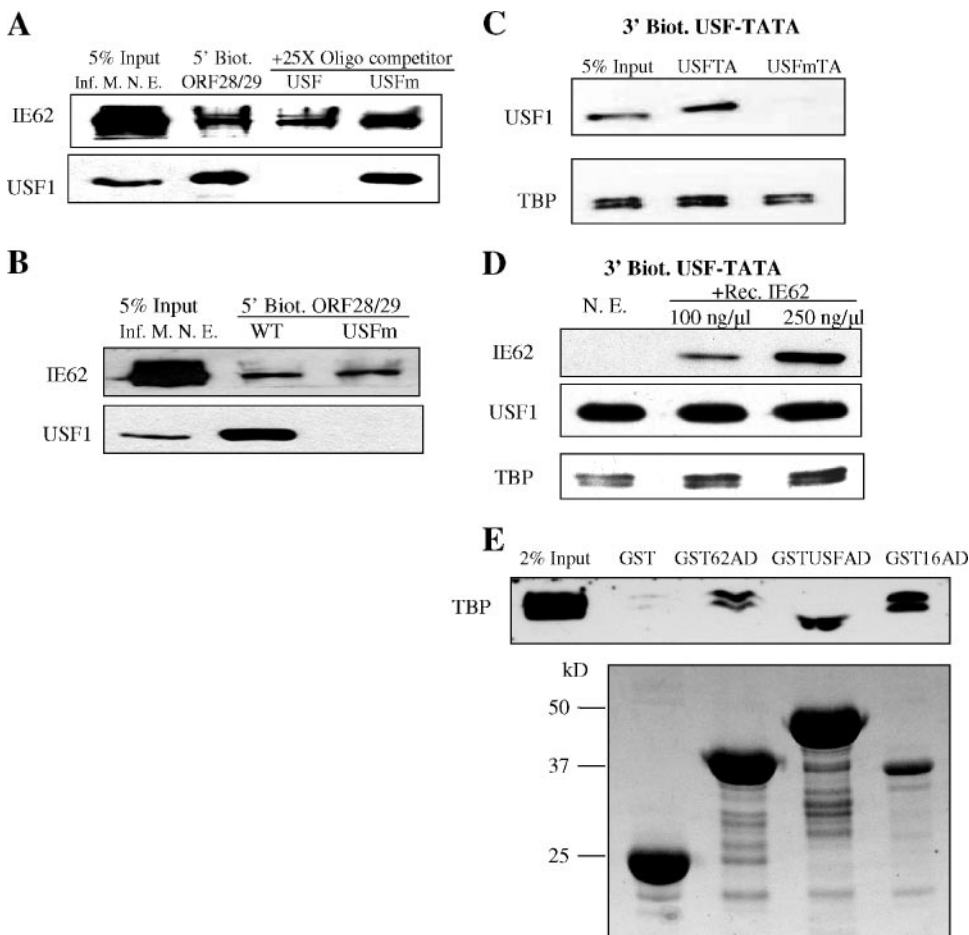 A
5% Input 5' Biot. +25X Oligo competitor
Inf. M. N. E. ORF28/29 USF USFm
IE62
USF1
B
5% Input 5' Biot. ORF28/29
Inf. M. N. E. WT USFm
IE62
USF1
C
3' Biot. USF-TATA
5% Input USFTA USFmTA
USF1
TBP
D
3' Biot. USF-TATA
N. E. +Rec. IE62
100 ng/µl 250 ng/µl
IE62
USF1
TBP
E
2% Input GST GST62AD GSTUSFAD GST16AD
TBP
kD
50
37
25